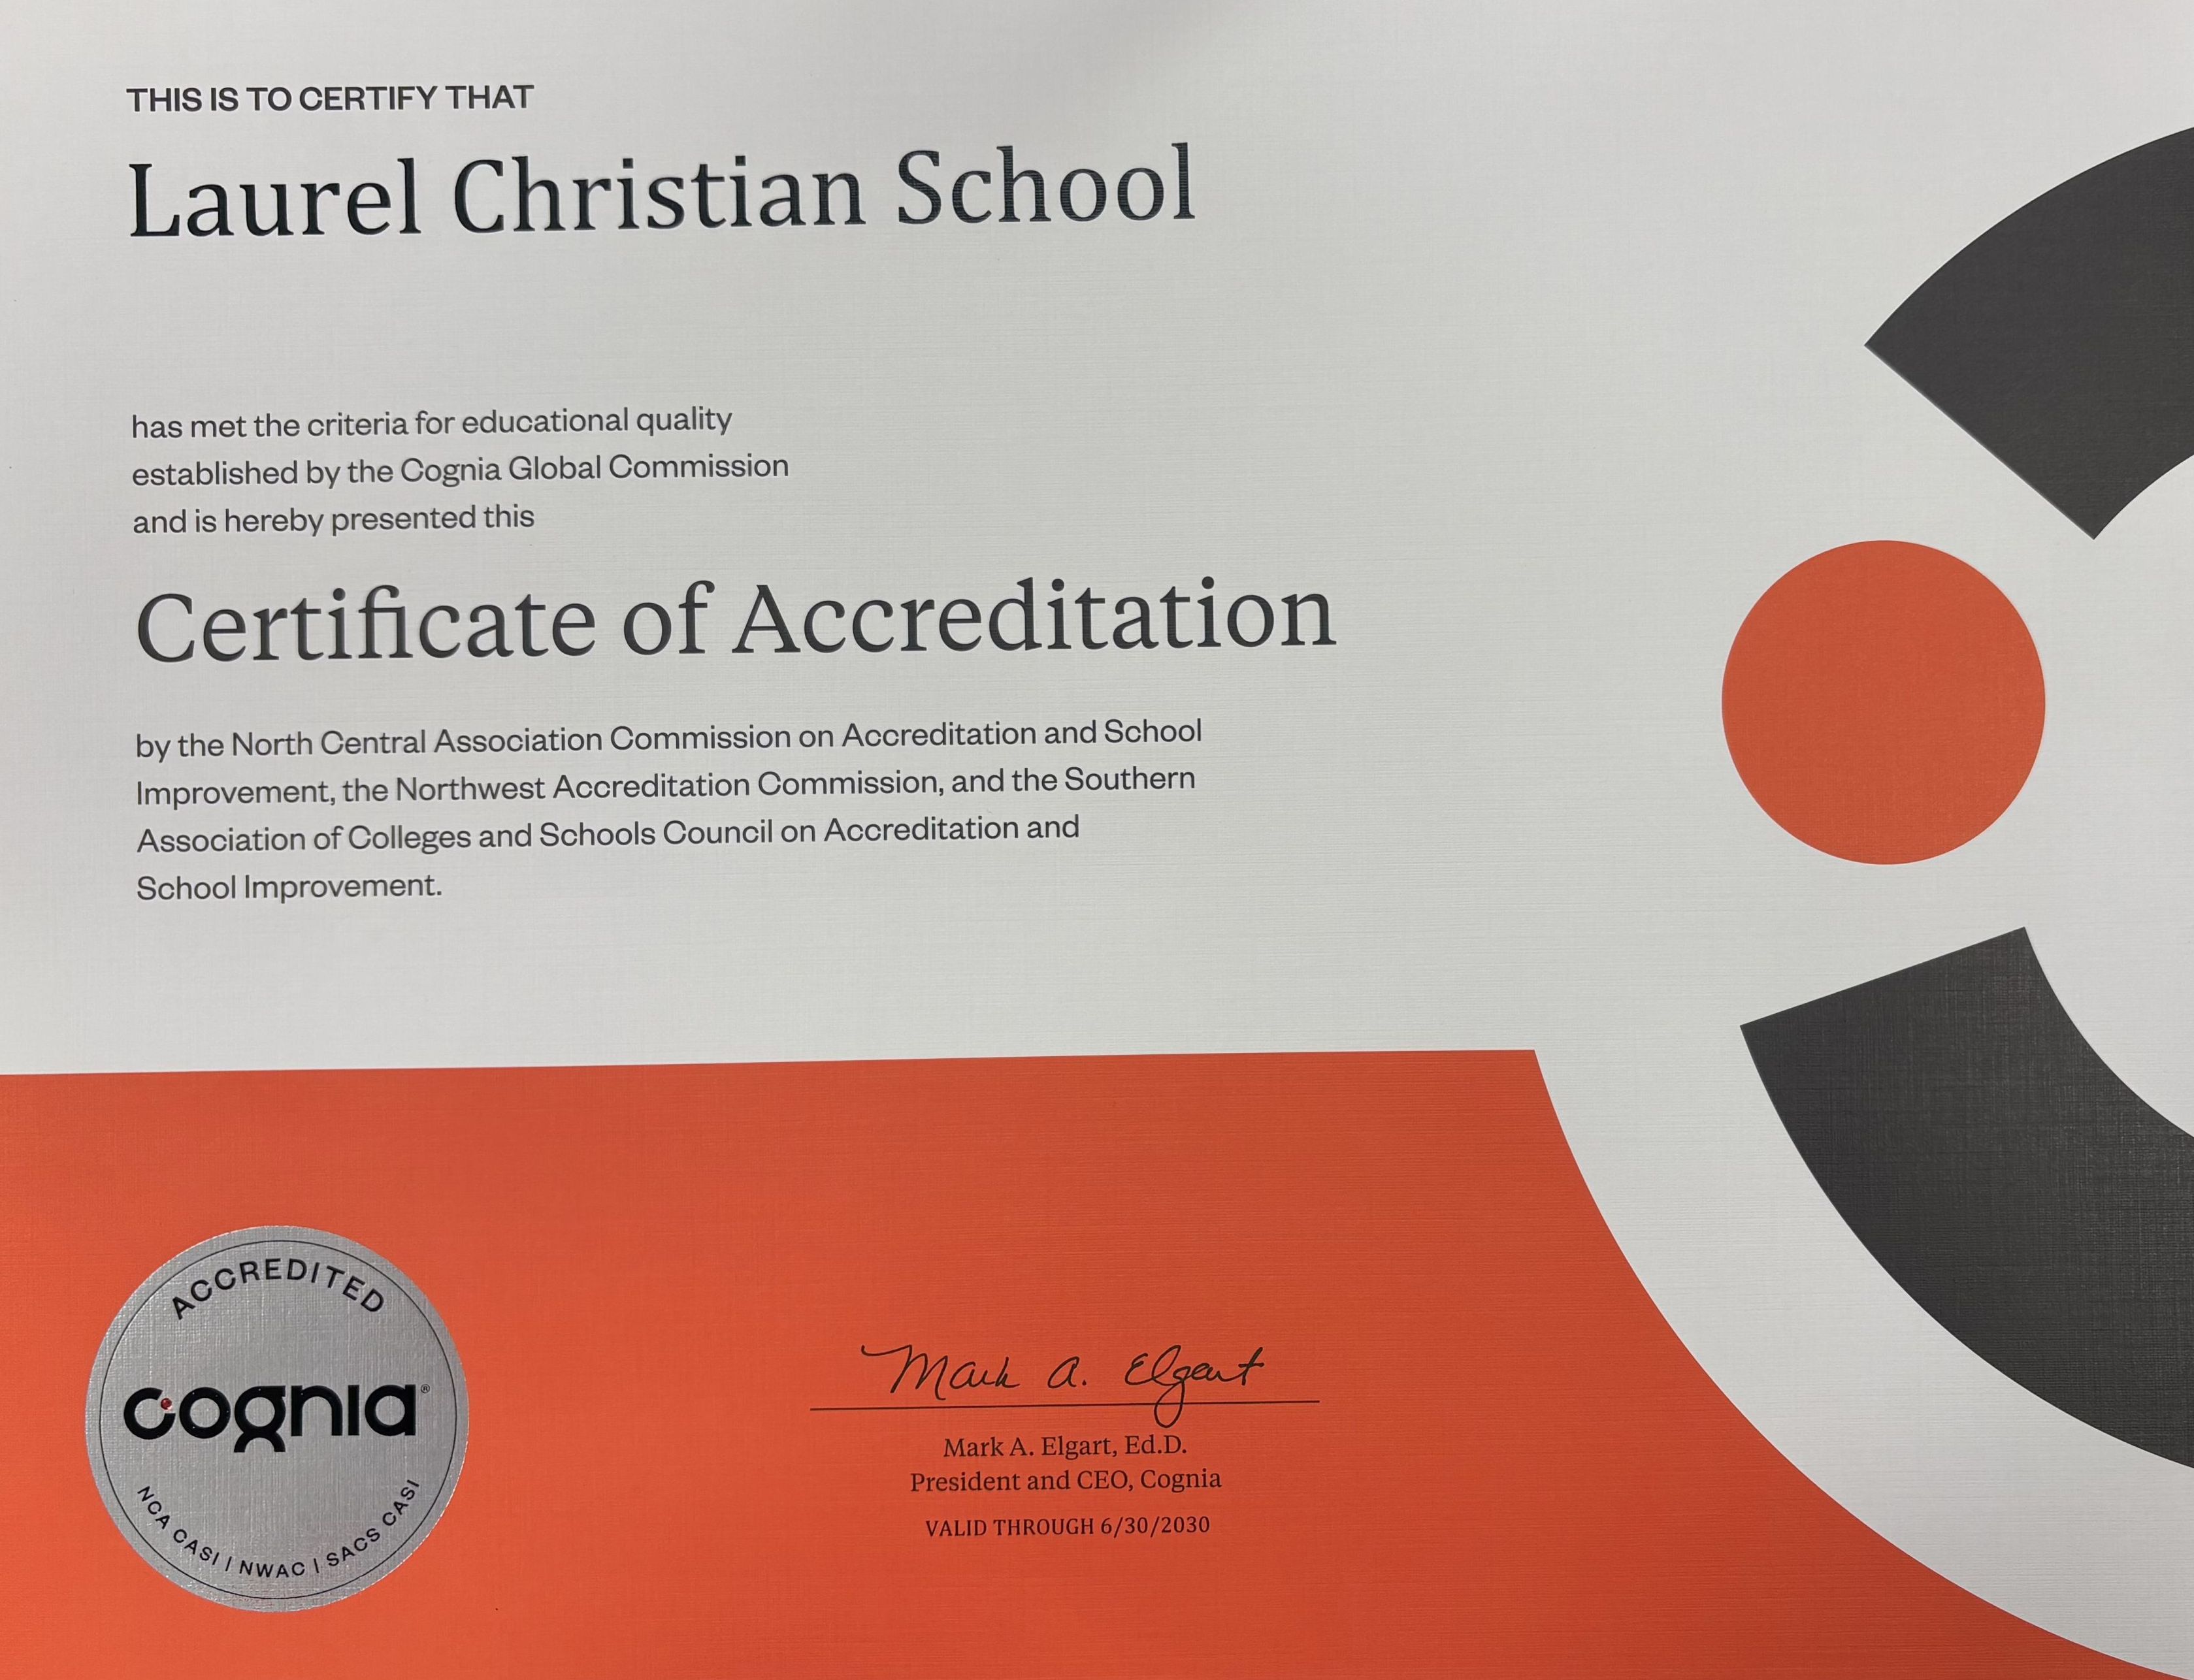 THIS IS TO CERTIFY THAT
Laurel Christian School
has met the criteria for educational quality
established by the Cognia Global Commission
and is hereby presented this
Certificate of Accreditation
by the North Central Association Commission on Accreditation and School
Improvement, the Northwest Accreditation Commission, and the Southern
Association of Colleges and Schools Council on Accreditation and
School Improvement.
ACCREDITED
cognia®
NCA CASI | NWAC | SACS CASI
Mark A. Elgart
Mark A. Elgart, Ed.D.
President and CEO, Cognia
VALID THROUGH 6/30/2030